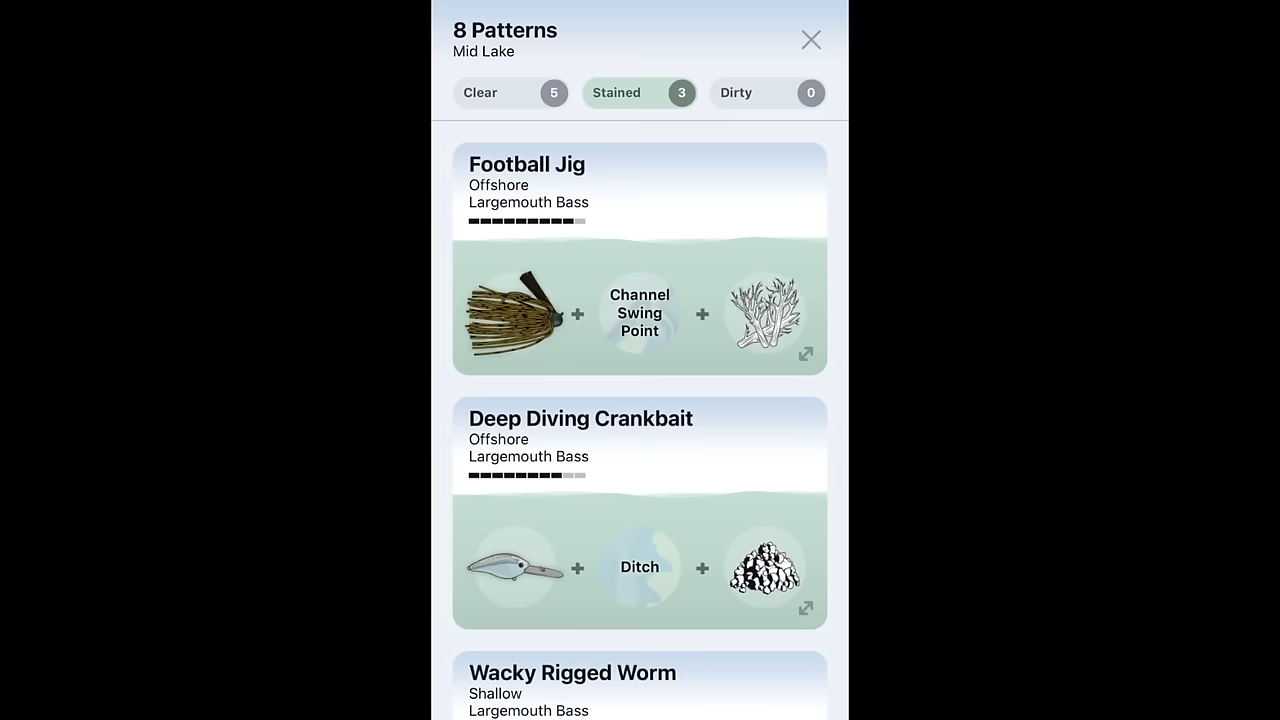 8 Patterns
Mid Lake
Clear 5 Stained 3 Dirty 0
Football Jig
Offshore
Largemouth Bass
Channel
Swing
Point
Deep Diving Crankbait
Offshore
Largemouth Bass
Ditch
Wacky Rigged Worm
Shallow
Largemouth Bass